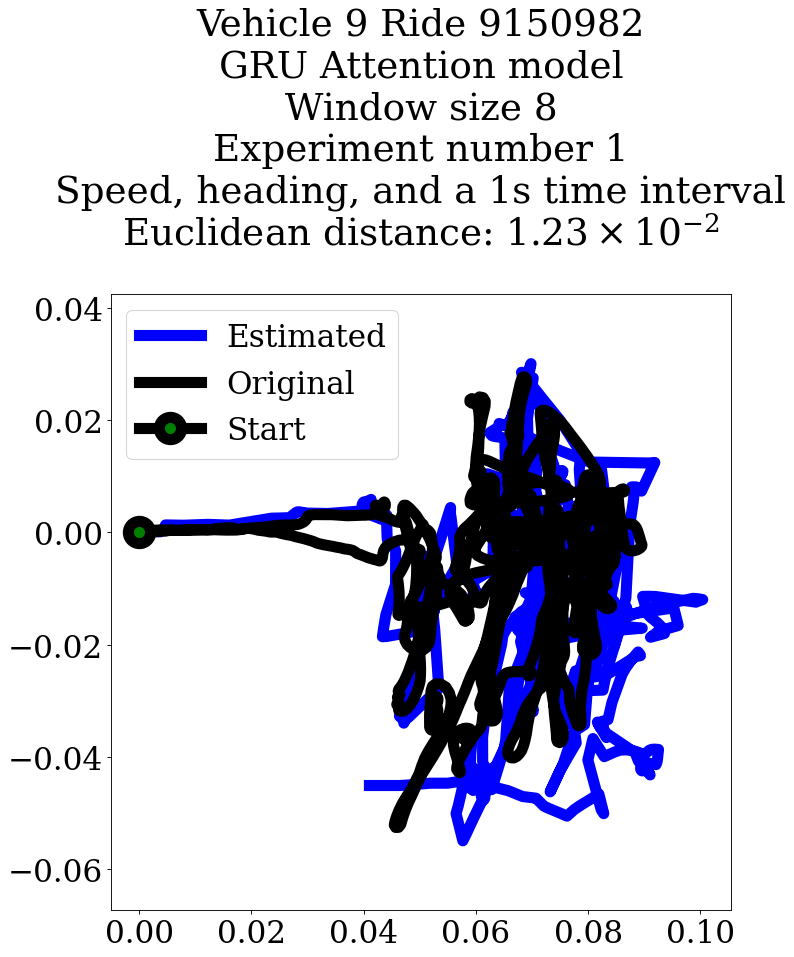 Vehicle 9 Ride 9150982
GRU Attention model
Window size 8
Experiment number 1
Speed, heading, and a 1s time interval
Euclidean distance: 1.23 × 10⁻²
Estimated
Original
Start
0.04
0.02
0.00
−0.02
−0.04
−0.06
0.00 0.02 0.04 0.06 0.08 0.10